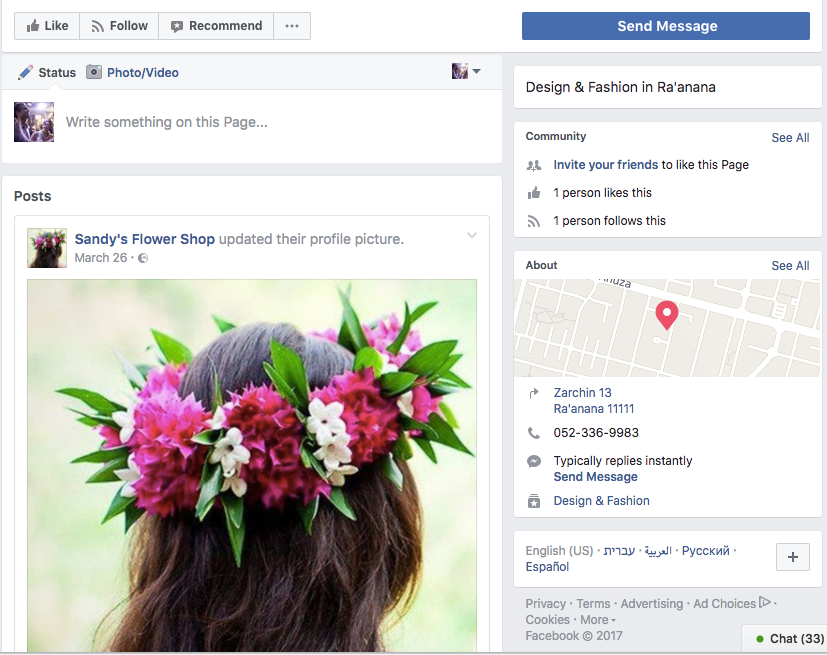 Like Follow Recommend ...
Send Message
Status Photo/Video
Write something on this Page...
Posts
Sandy's Flower Shop updated their profile picture.
March 26 ·
Design & Fashion in Ra'anana
Community See All
Invite your friends to like this Page
1 person likes this
1 person follows this
About See All
Zarchin 13
Ra'anana 11111
052-336-9983
Typically replies instantly
Send Message
Design & Fashion
English (US) · עברית · العربية · Русский ·
Español
+
Privacy · Terms · Advertising · Ad Choices ·
Cookies · More
Facebook © 2017
Chat (33)